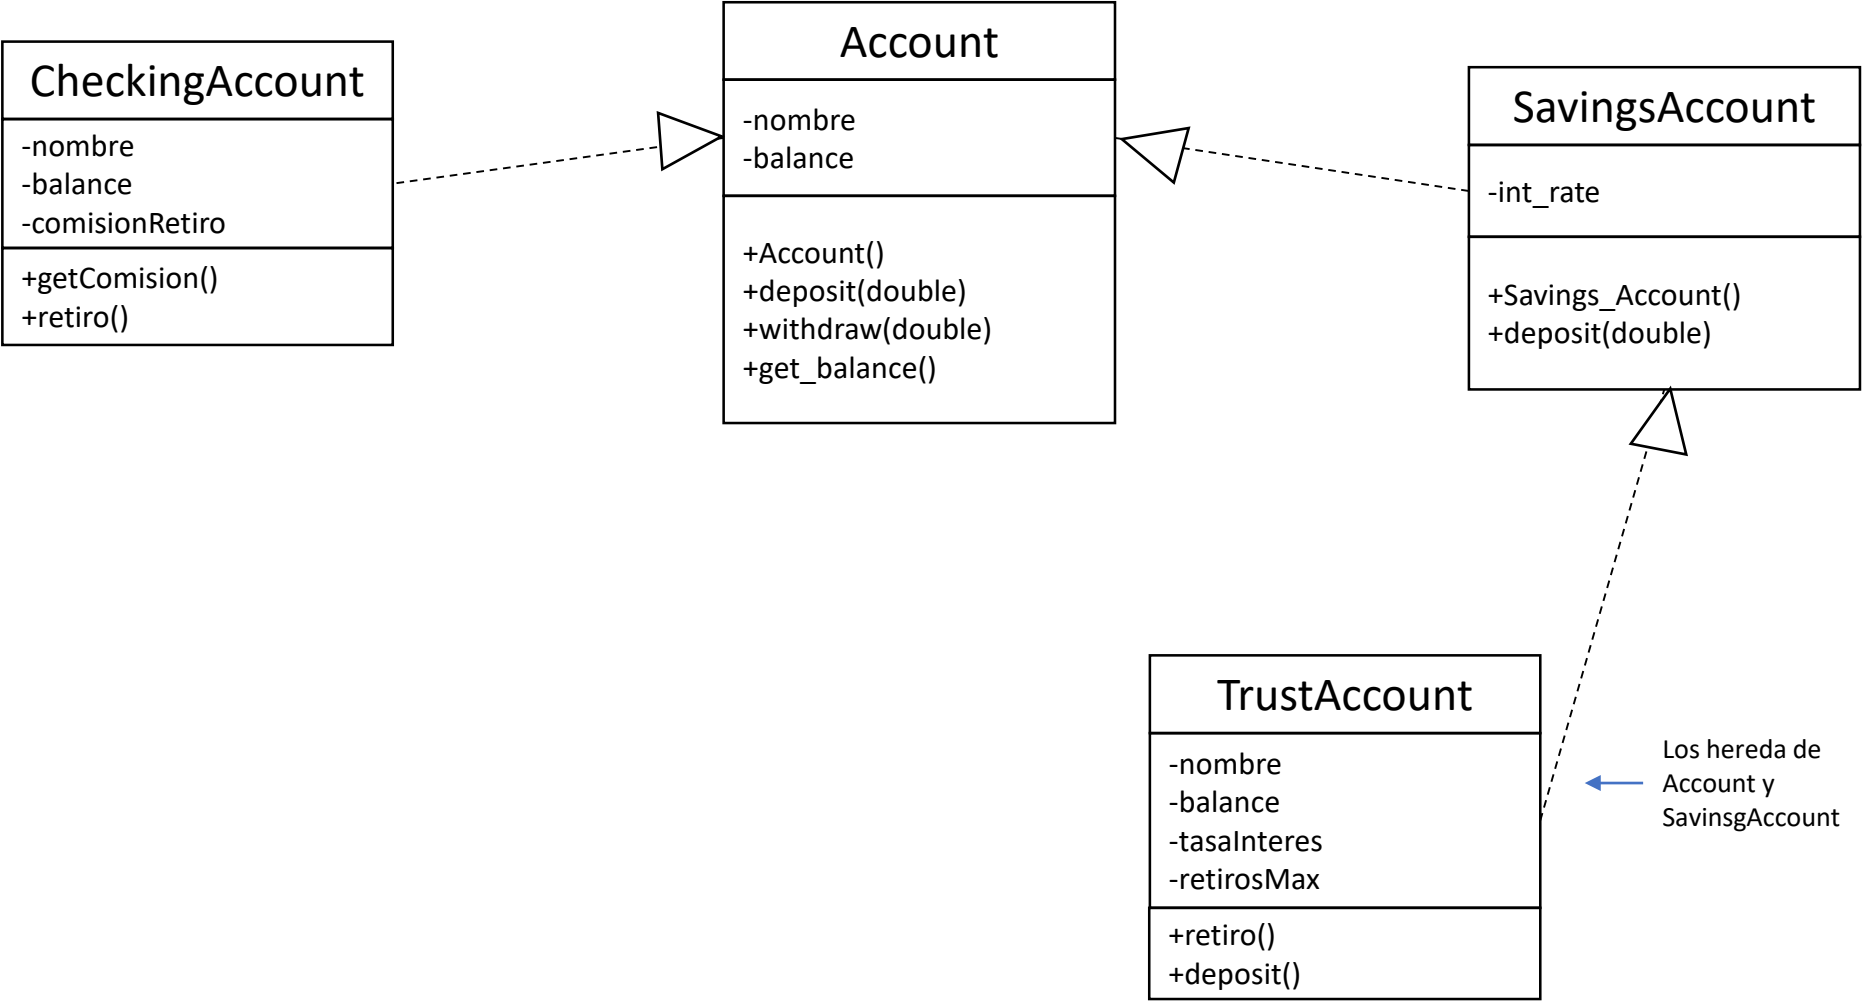 CheckingAccount
-nombre
-balance
-comisionRetiro
+getComision()
+retiro()
Account
-nombre
-balance
+Account()
+deposit(double)
+withdraw(double)
+get_balance()
SavingsAccount
-int_rate
+Savings_Account()
+deposit(double)
TrustAccount
-nombre
-balance
-tasaInteres
-retirosMax
+retiro()
+deposit()
Los hereda de
Account y
SavinsgAccount